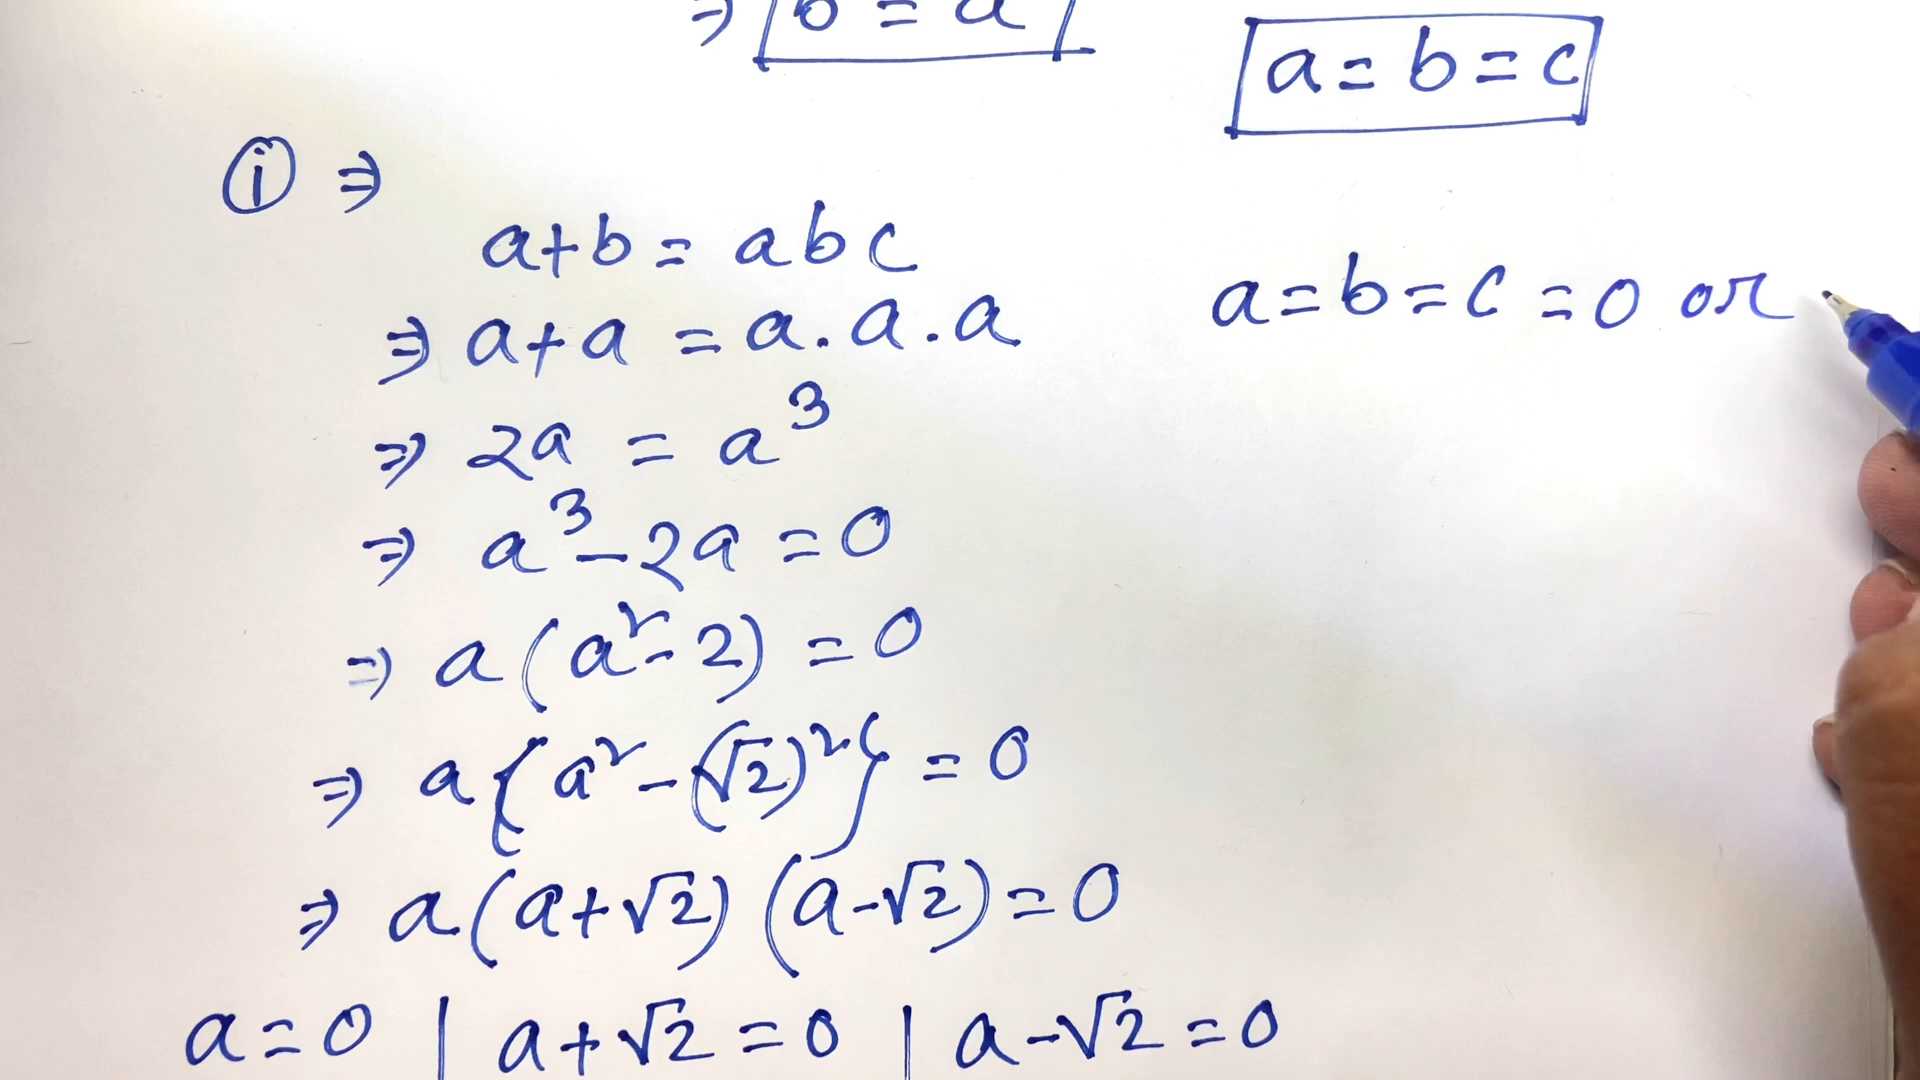 ⇒ b = a
a = b = c
ⓘ ⇒
a+b = abc
⇒ a+a = a.a.a
a=b=c=0 or
⇒ 2a = a³
⇒ a³-2a = 0
⇒ a(a²-2) = 0
⇒ a{a²-(√2)²} = 0
⇒ a(a+√2)(a-√2) = 0
a=0 | a+√2=0 | a-√2=0